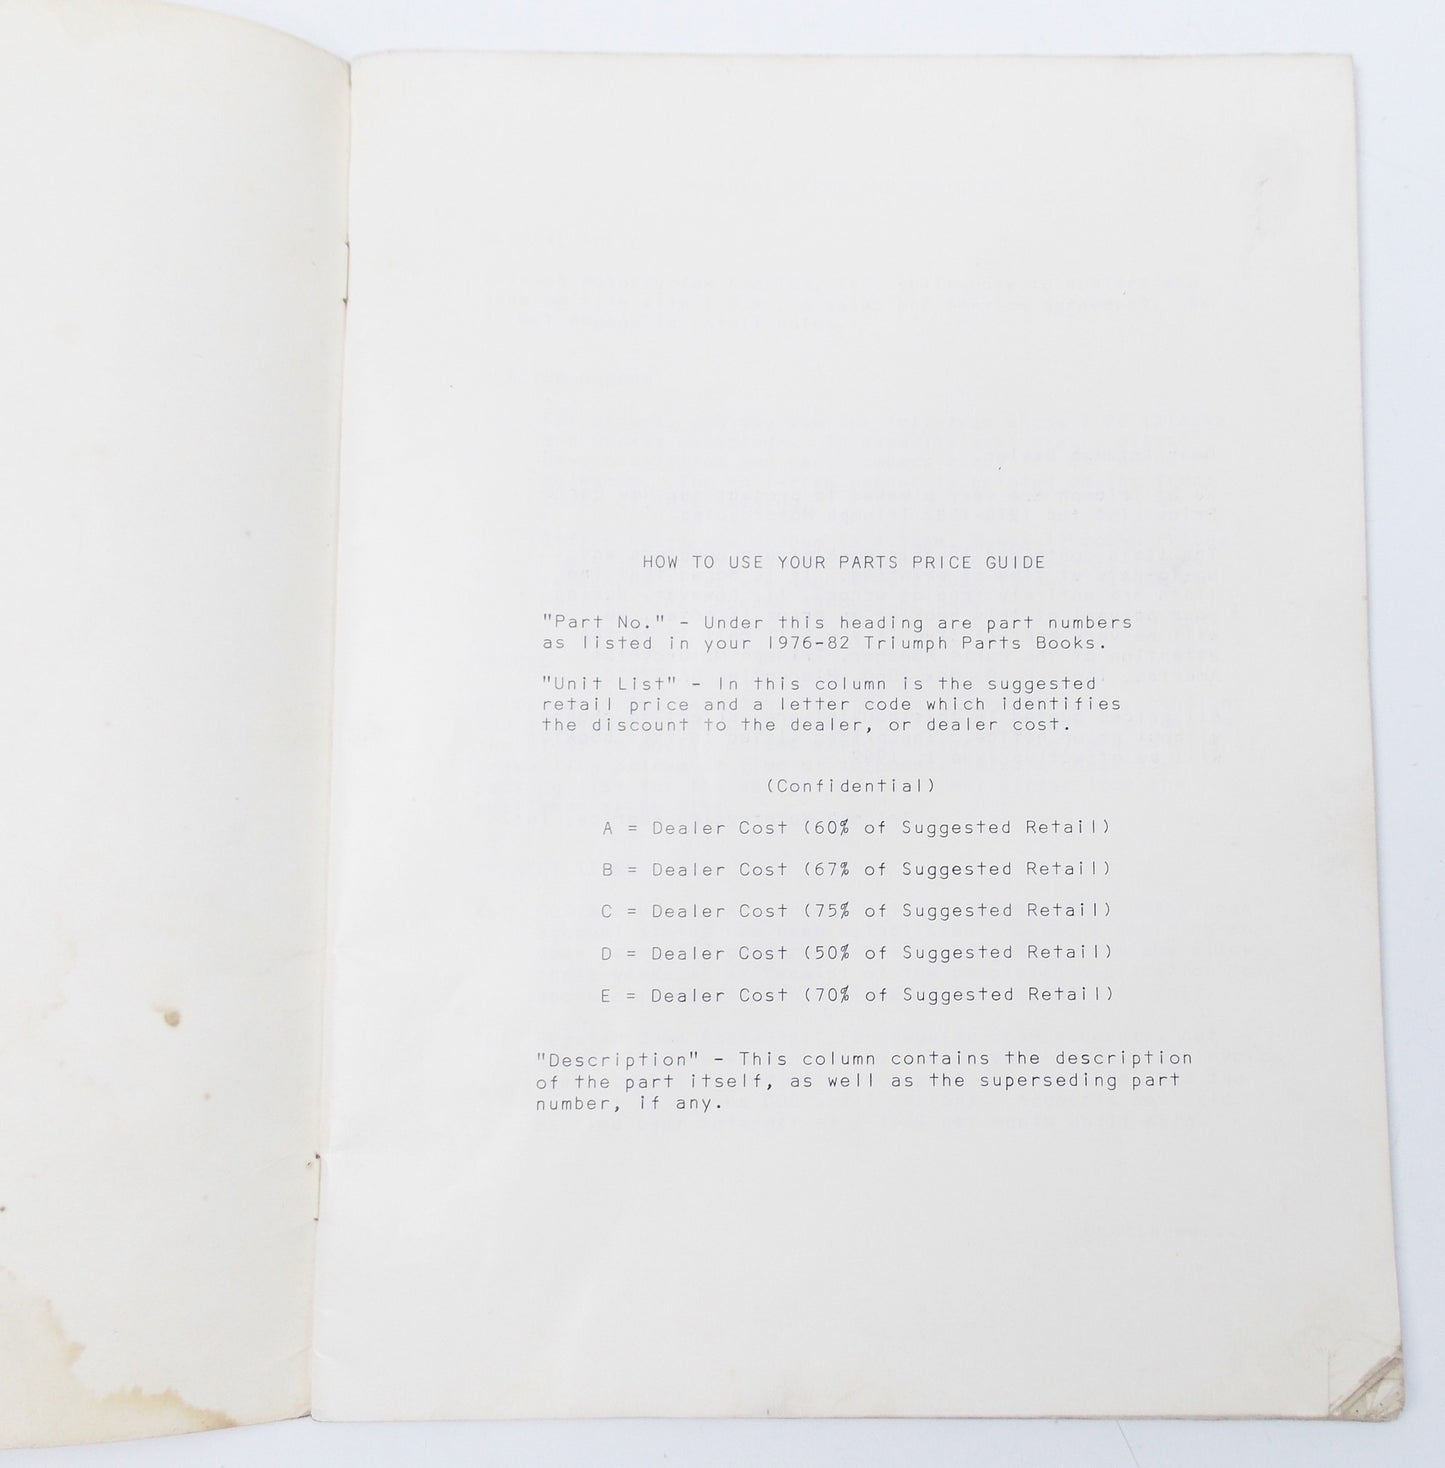 HOW TO USE YOUR PARTS PRICE GUIDE
"Part No." - Under this heading are part numbers
as listed in your 1976-82 Triumph Parts Books.
"Unit List" - In this column is the suggested
retail price and a letter code which identifies
the discount to the dealer, or dealer cost.
(Confidential)
A = Dealer Cost (60% of Suggested Retail)
B = Dealer Cost (67% of Suggested Retail)
C = Dealer Cost (75% of Suggested Retail)
D = Dealer Cost (50% of Suggested Retail)
E = Dealer Cost (70% of Suggested Retail)
"Description" - This column contains the description
of the part itself, as well as the superseding part
number, if any.